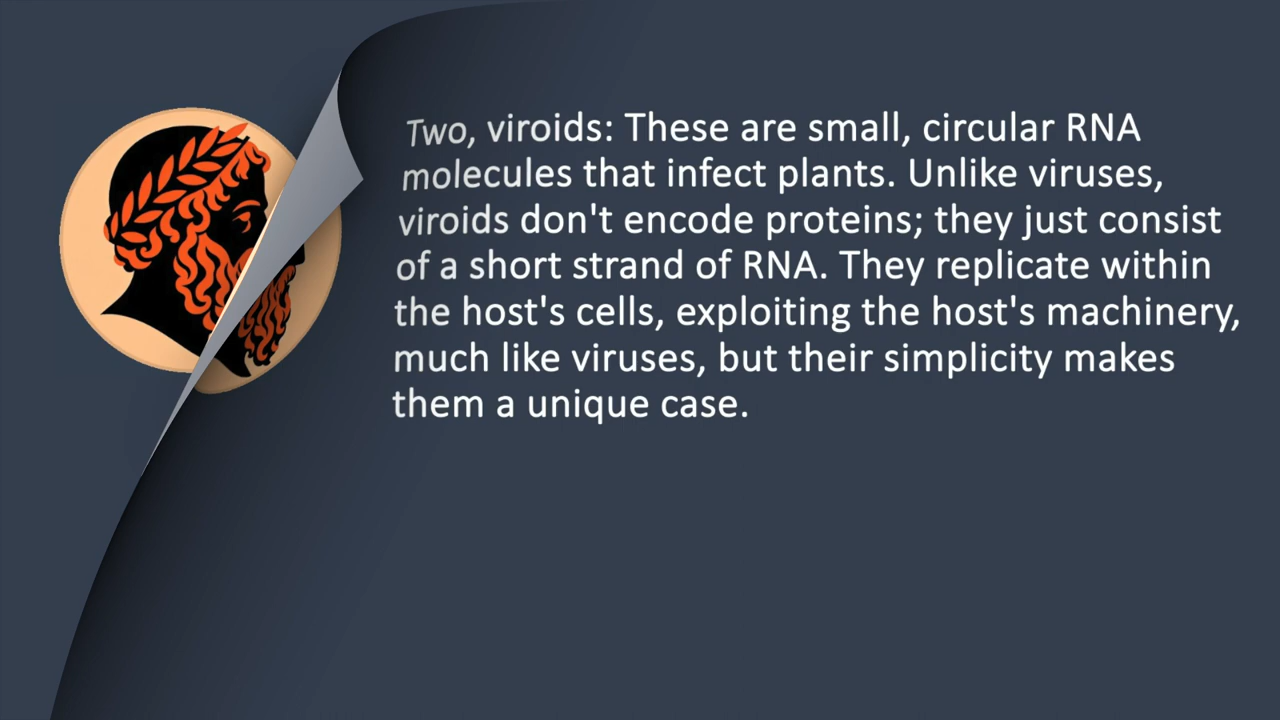 Two, viroids: These are small, circular RNA
molecules that infect plants. Unlike viruses,
viroids don't encode proteins; they just consist
of a short strand of RNA. They replicate within
the host's cells, exploiting the host's machinery,
much like viruses, but their simplicity makes
them a unique case.